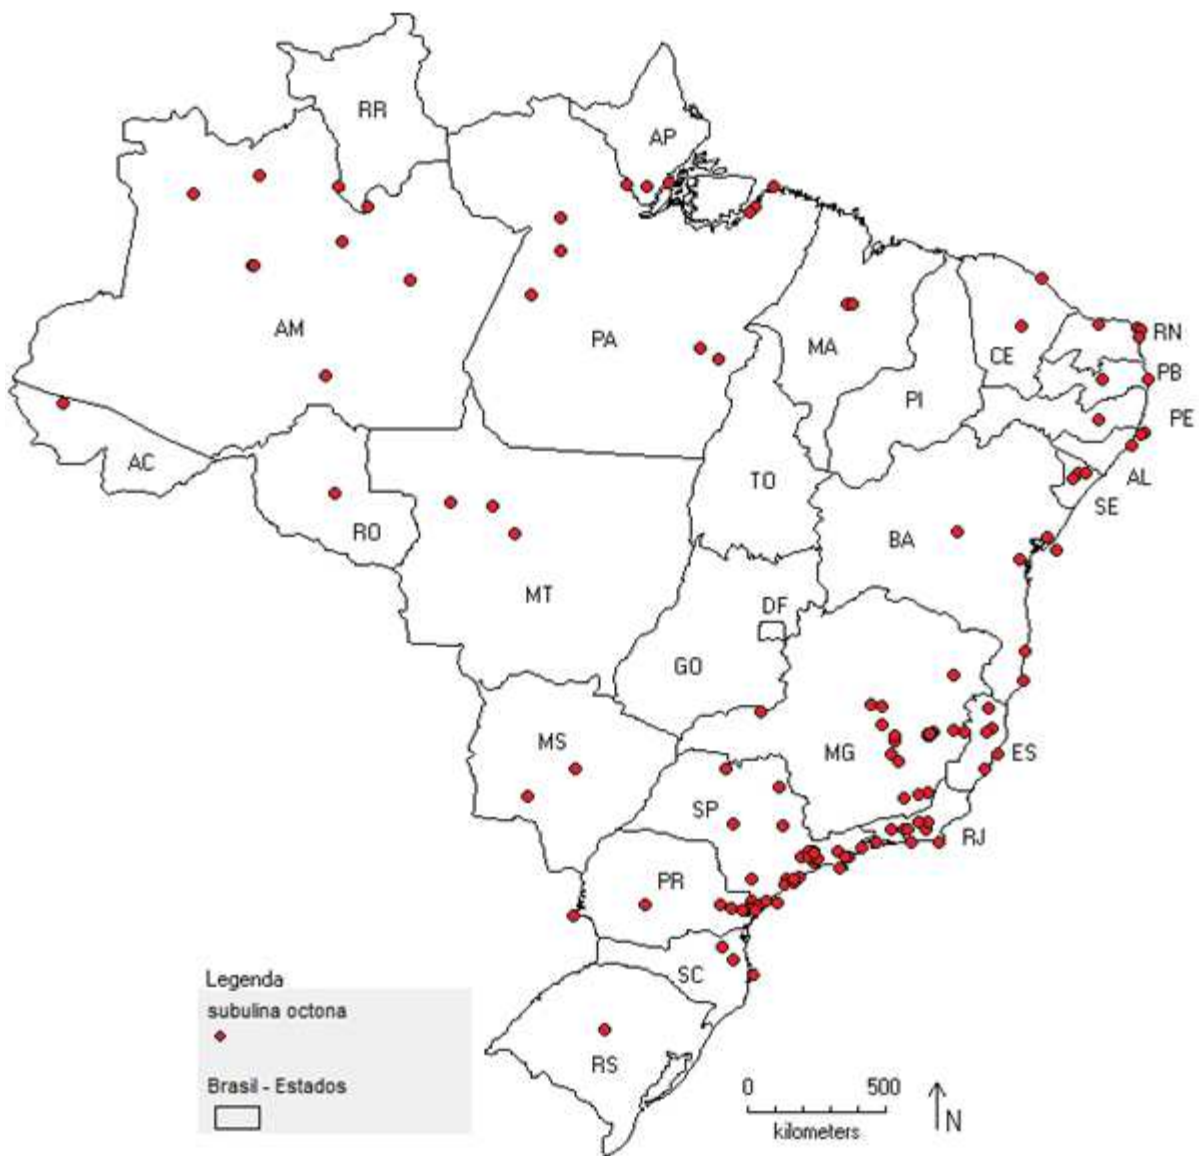 RR
AP
AM
PA
MA
CE
RN
PB
PI
PE
AC
TO
AL
SE
RO
BA
MT
DF
GO
MS
MG
ES
SP
RJ
PR
SC
RS
Legenda
subulina octona
Brasil - Estados
0 500
kilometers
N